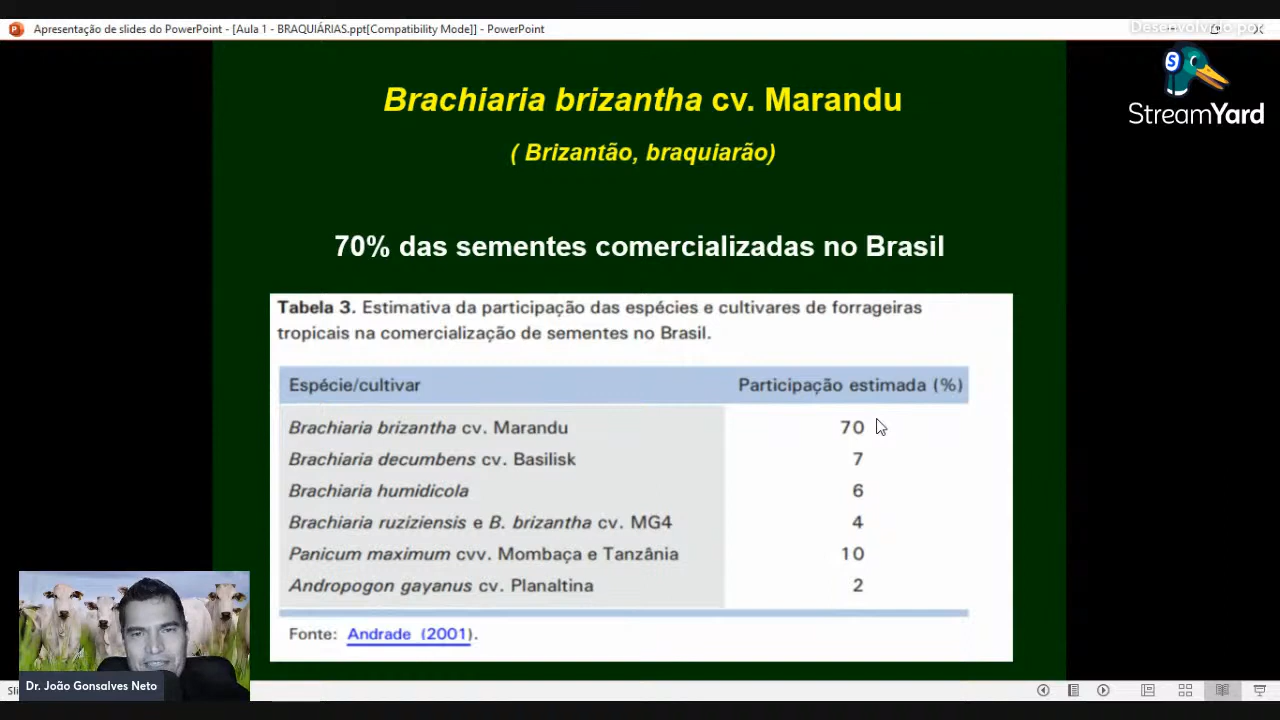 Apresentação de slides do PowerPoint - [Aula 1 - BRAQUIÁRIAS.ppt[Compatibility Mode]] - PowerPoint
Desenvolvido por
StreamYard
Brachiaria brizantha cv. Marandu
( Brizantão, braquiarão)
70% das sementes comercializadas no Brasil
Tabela 3. Estimativa da participação das espécies e cultivares de forrageiras
tropicais na comercialização de sementes no Brasil.
Espécie/cultivar Participação estimada (%)
Brachiaria brizantha cv. Marandu 70
Brachiaria decumbens cv. Basilisk 7
Brachiaria humidicola 6
Brachiaria ruziziensis e B. brizantha cv. MG4 4
Panicum maximum cvv. Mombaça e Tanzânia 10
Andropogon gayanus cv. Planaltina 2
Fonte: Andrade (2001).
Dr. João Gonsalves Neto